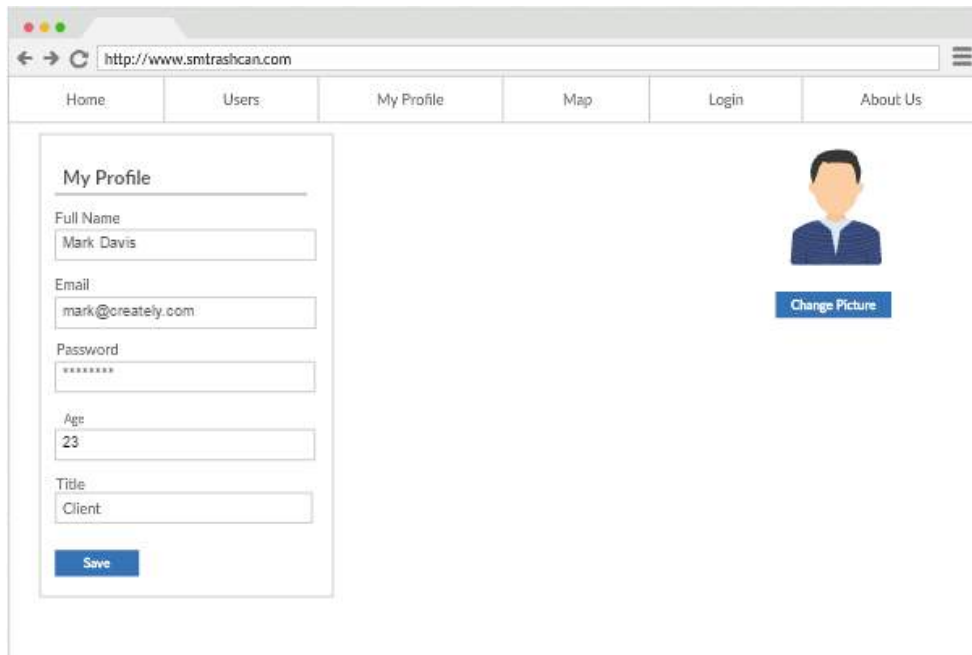 http://www.smtrashcan.com
Home Users My Profile Map Login About Us
My Profile
Full Name
Mark Davis
Email
mark@creately.com
Password
********
Age
23
Title
Client
Save
Change Picture